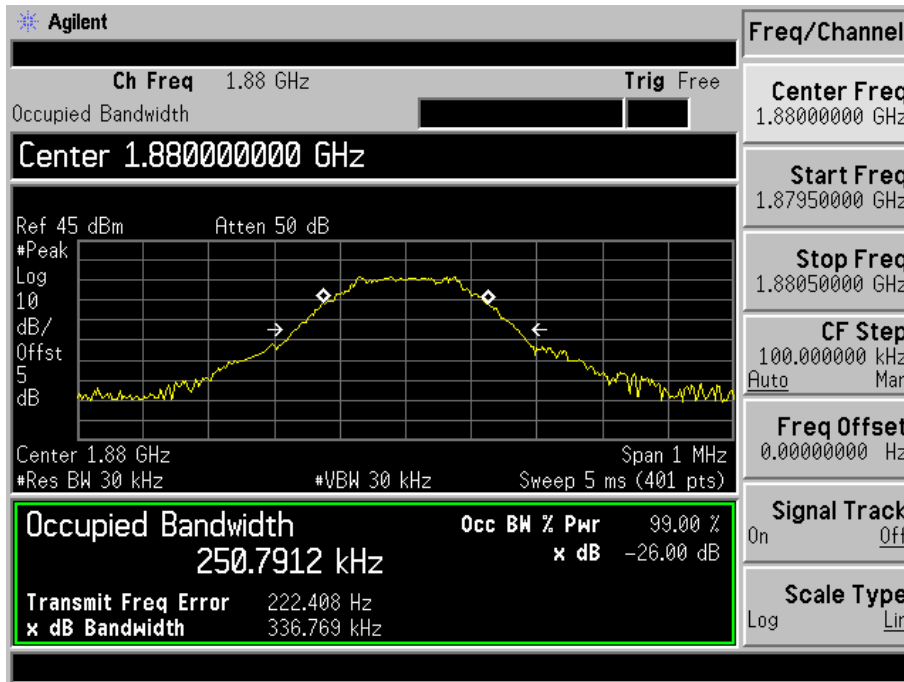 Agilent
Freq/Channel
Ch Freq 1.88 GHz Trig Free
Occupied Bandwidth
Center 1.880000000 GHz
Ref 45 dBm Atten 50 dB
#Peak
Log
10
dB/
Offst
5
dB
Center 1.88 GHz Span 1 MHz
#Res BW 30 kHz #VBW 30 kHz Sweep 5 ms (401 pts)
Occupied Bandwidth
250.7912 kHz
Occ BW % Pwr 99.00 %
x dB -26.00 dB
Transmit Freq Error 222.408 Hz
x dB Bandwidth 336.769 kHz
Center Freq
1.88000000 GHz
Start Freq
1.87950000 GHz
Stop Freq
1.88050000 GHz
CF Step
100.000000 kHz
Auto Man
Freq Offset
0.00000000 Hz
Signal Track
On Off
Scale Type
Log Lin